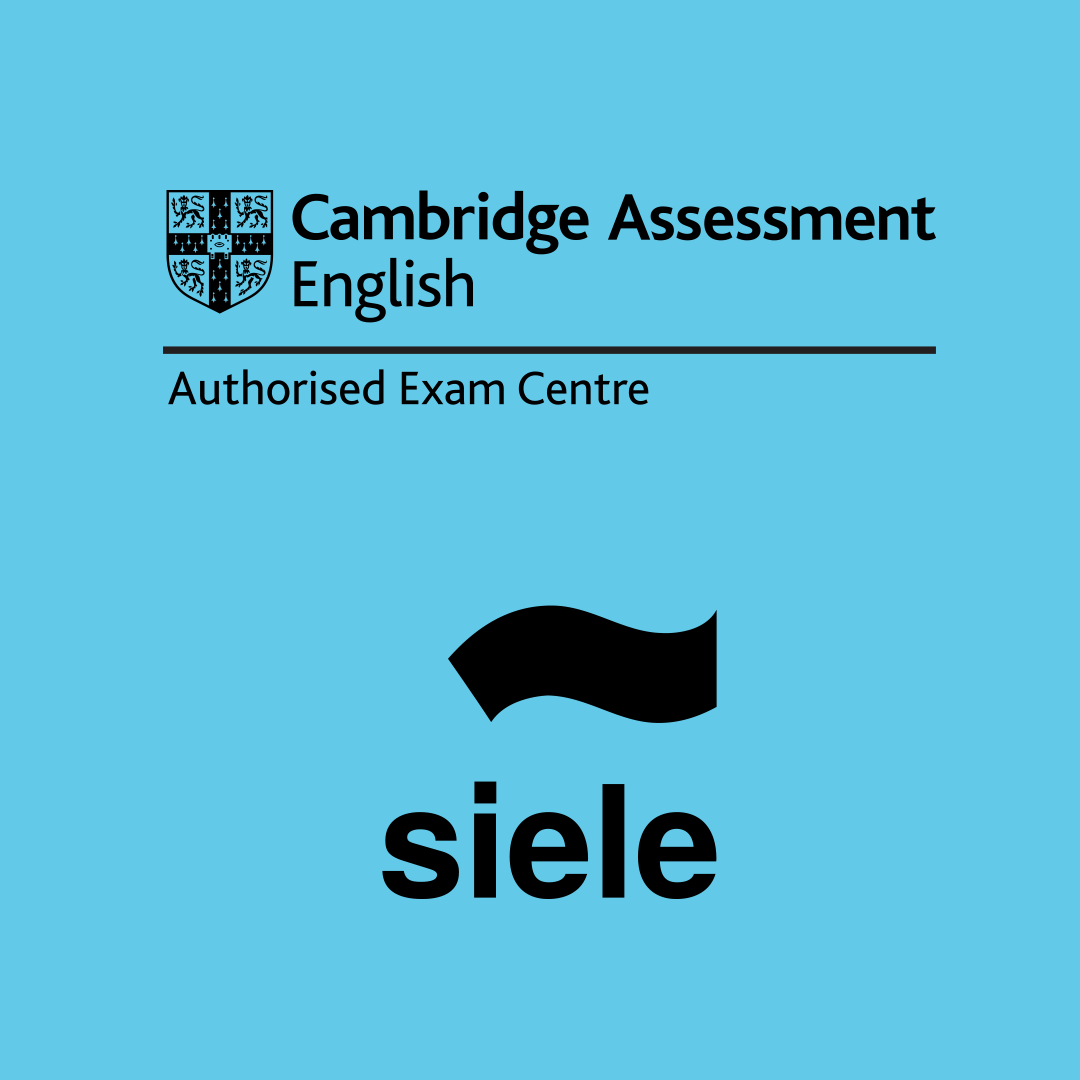 Cambridge Assessment
English
Authorised Exam Centre
siele